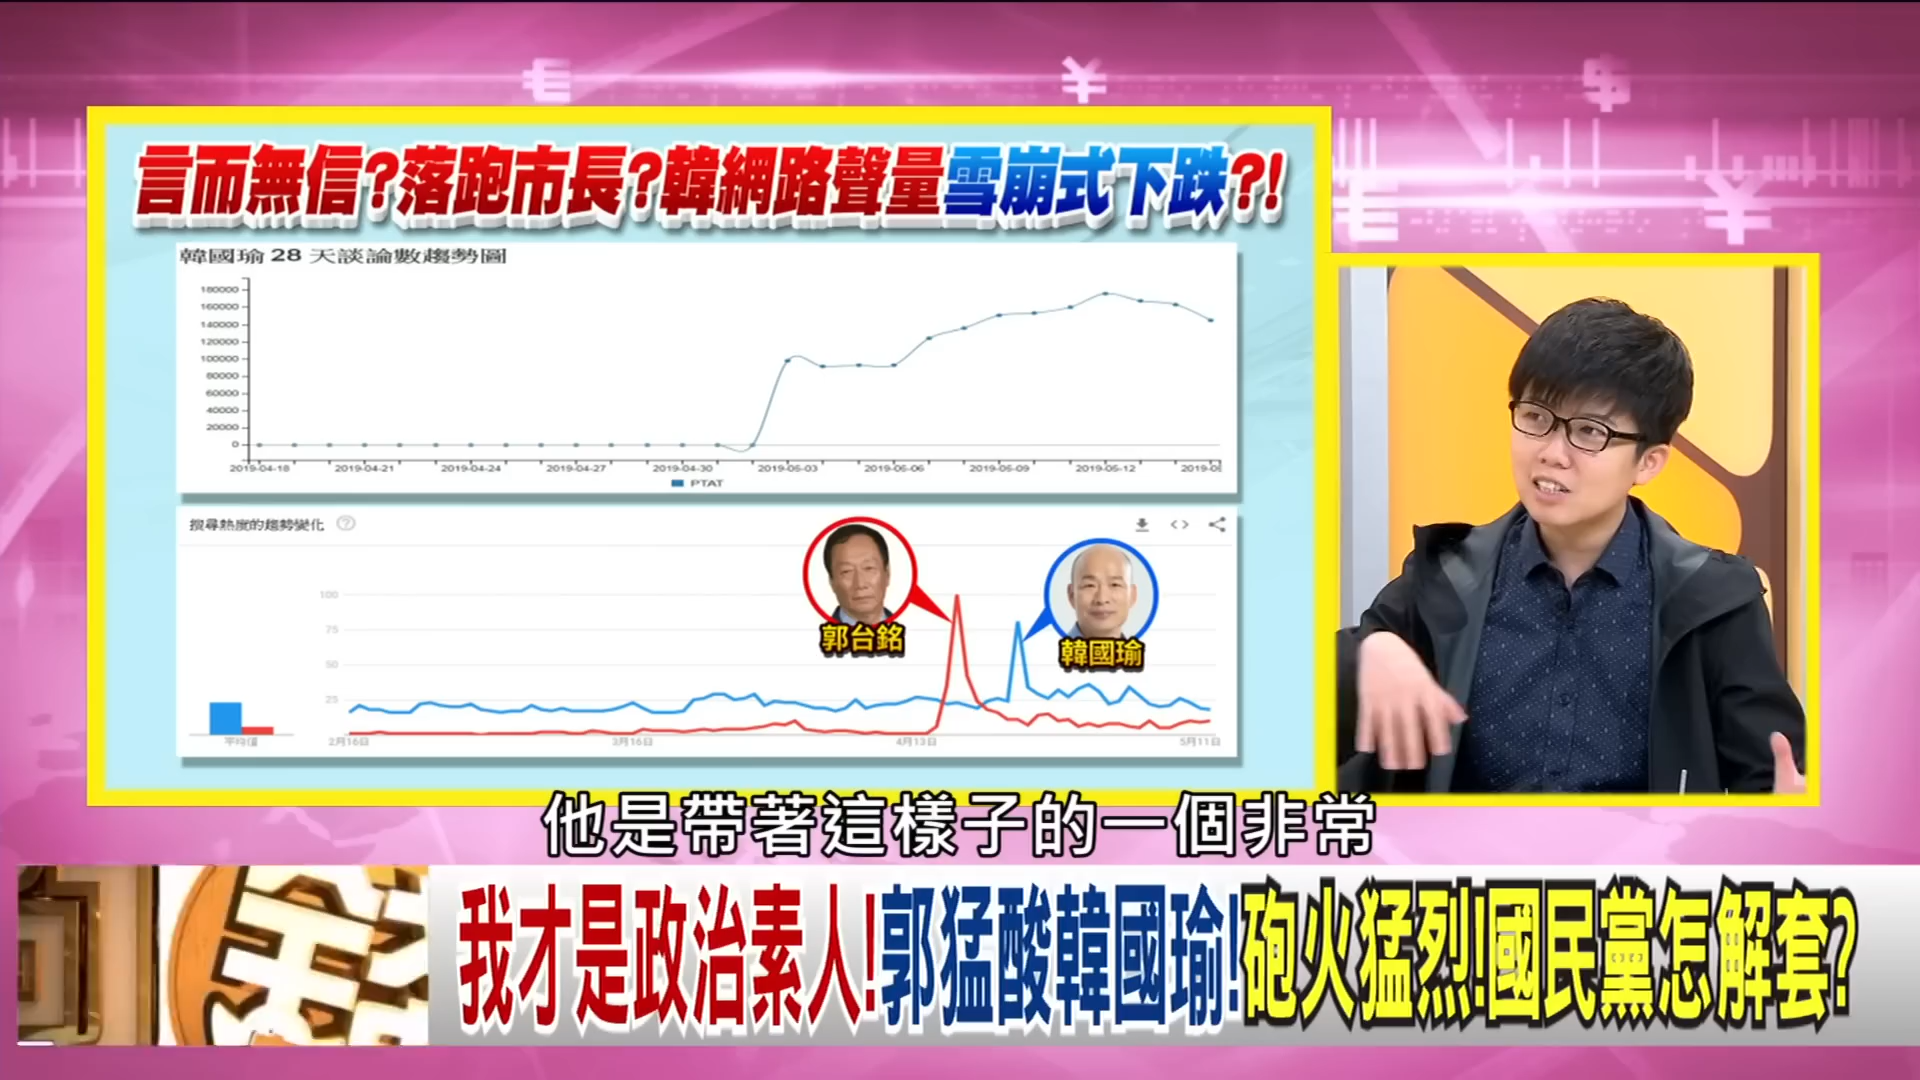 言而無信?落跑市長?韓網路聲量雪崩式下跌?!
韓國瑜 28 天談論數趨勢圖
180000
160000
140000
120000
100000
80000
60000
40000
20000
0
2019-04-18 2019-04-21 2019-04-24 2019-04-27 2019-04-30 2019-05-03 2019-05-06 2019-05-09 2019-05-12 2019-0
PTAT
搜尋熱度的趨勢變化 ?
郭台銘
韓國瑜
100
75
50
25
平均值 2月16日 3月16日 4月13日 5月11日
他是帶著這樣子的一個非常
我才是政治素人!郭猛酸韓國瑜!砲火猛烈!國民黨怎解套?